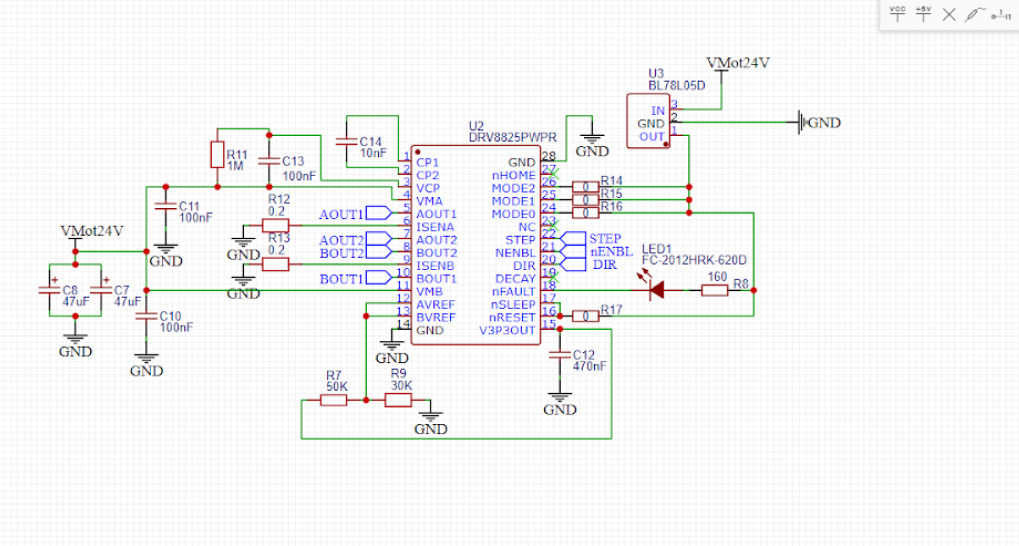 VCC
+5V
VMot24V
U3
BL78L05D
IN 3
GND 2
OUT 1
GND
C14
10nF
U2
DRV8825PWPR
GND
R11
1M
C13
100nF
1 CP1
2 CP2
3 VCP
4 VMA
5 AOUT1
6 ISENA
7 AOUT2
8 BOUT2
9 ISENB
10 BOUT1
11 VMB
12 AVREF
13 BVREF
14 GND
GND 28
nHOME 27
MODE2 26
MODE1 25
MODE0 24
NC 23
STEP 22
NENBL 21
DIR 20
DECAY 19
nFAULT 18
nSLEEP 17
nRESET 16
V3P3OUT 15
0 R14
0 R15
0 R16
C11
100nF
GND
R12
0.2
GND
R13
0.2
GND
AOUT1
AOUT2
BOUT2
BOUT1
STEP
nENBL
DIR
LED1
FC-2012HRK-620D
160
R8
0 R17
VMot24V
C8
47uF
C7
47uF
GND
C10
100nF
GND
GND
C12
470nF
GND
R7
50K
R9
30K
GND